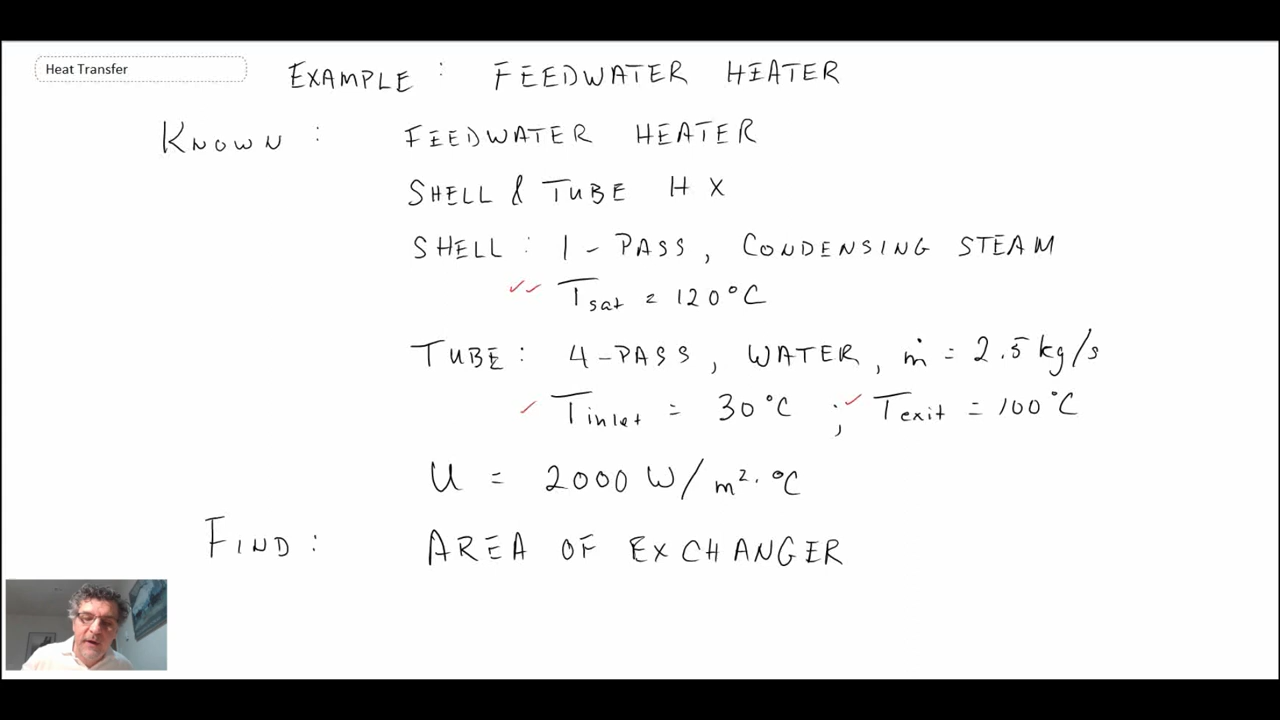 Heat Transfer
EXAMPLE : FEEDWATER HEATER
KNOWN : FEEDWATER HEATER
SHELL & TUBE HX
SHELL : 1-PASS, CONDENSING STEAM
Tsat = 120°C
TUBE : 4-PASS, WATER, ṁ = 2.5 kg/s
Tinlet = 30°C ; Texit = 100°C
U = 2000 W/m²·°C
FIND : AREA OF EXCHANGER